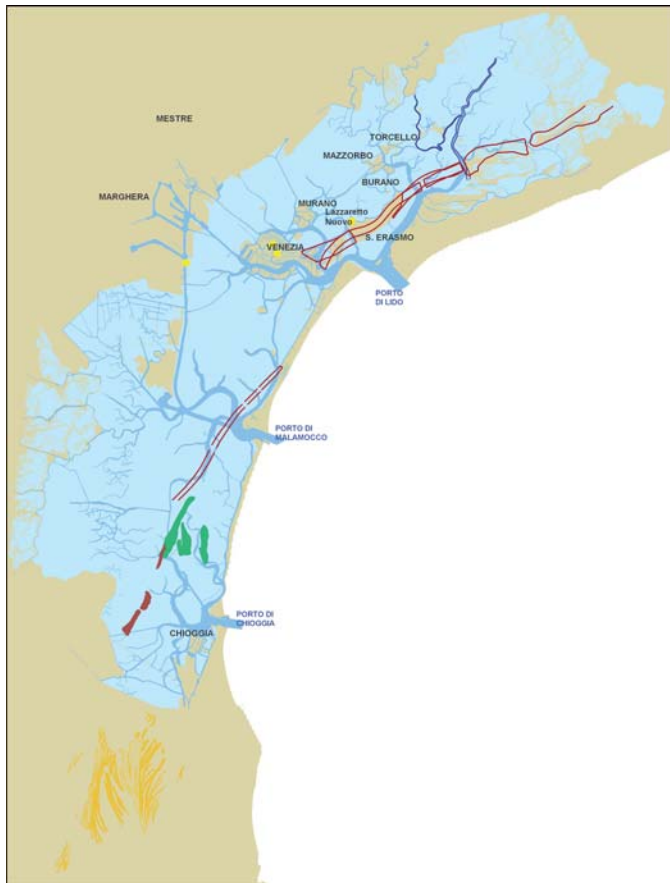 MESTRE
TORCELLO
MAZZORBO
BURANO
MARGHERA
MURANO
Lazzaretto
Nuovo
S. ERASMO
VENEZIA
PORTO
DI LIDO
PORTO DI
MALAMOCCO
PORTO DI
CHIOGGIA
CHIOGGIA